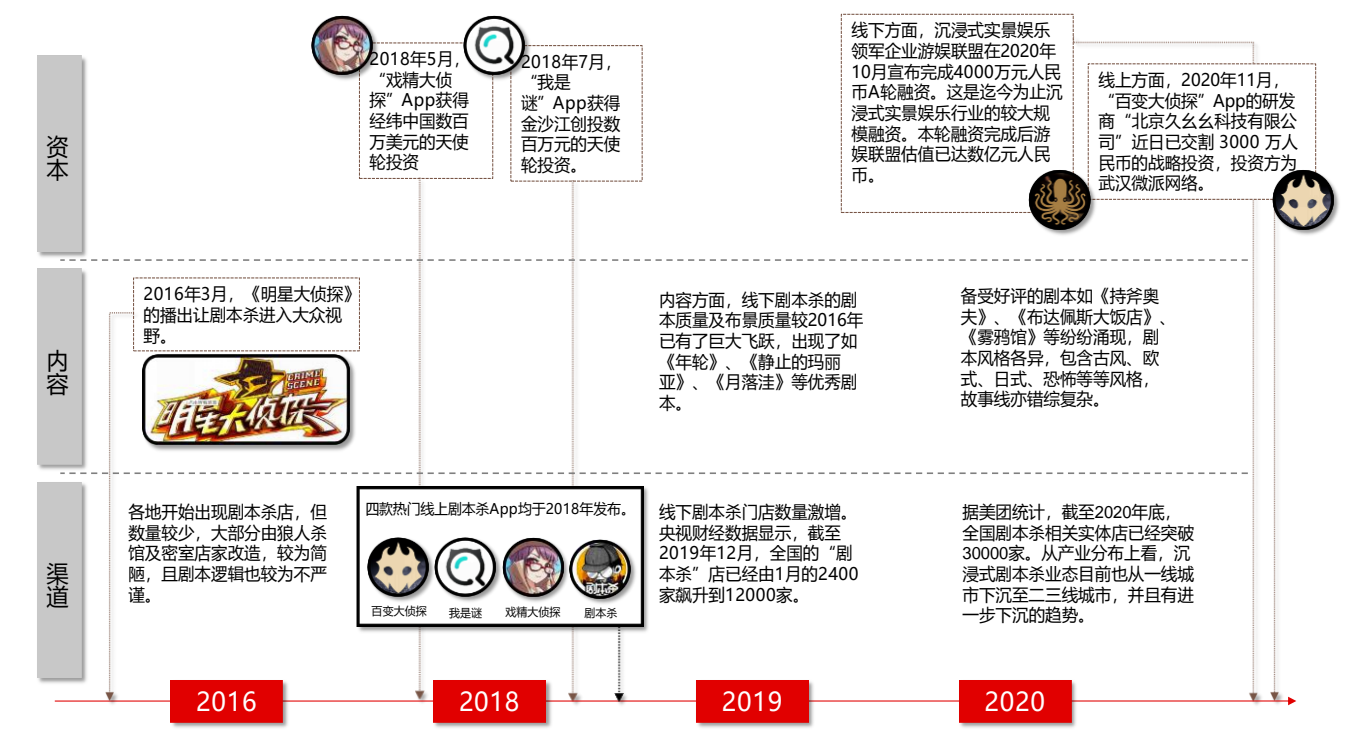 资本
2018年5月，
“戏精大侦
探”App获得
经纬中国数百
万美元的天使
轮投资
2018年7月，
“我是
谜”App获得
金沙江创投数
百万元的天使
轮投资。
线下方面，沉浸式实景娱乐
领军企业游娱联盟在2020年
10月宣布完成4000万元人民
币A轮融资。这是迄今为止沉
浸式实景娱乐行业的较大规
模融资。本轮融资完成后游
娱联盟估值已达数亿元人民
币。
线上方面，2020年11月，
“百变大侦探”App的研发
商“北京久幺幺科技有限公
司”近日已交割 3000 万人
民币的战略投资，投资方为
武汉微派网络。
内容
2016年3月，《明星大侦探》
的播出让剧本杀进入大众视
野。
CRIME
SCENE
明星大侦探
内容方面，线下剧本杀的剧
本质量及布景质量较2016年
已有了巨大飞跃，出现了如
《年轮》、《静止的玛丽
亚》、《月落洼》等优秀剧
本。
备受好评的剧本如《持斧奥
夫》、《布达佩斯大饭店》、
《雾鸦馆》等纷纷涌现，剧
本风格各异，包含古风、欧
式、日式、恐怖等等风格，
故事线亦错综复杂。
渠道
各地开始出现剧本杀店，但
数量较少，大部分由狼人杀
馆及密室店家改造，较为简
陋，且剧本逻辑也较为不严
谨。
四款热门线上剧本杀App均于2018年发布。
剧本杀
百变大侦探
我是谜
戏精大侦探
剧本杀
线下剧本杀门店数量激增。
央视财经数据显示，截至
2019年12月，全国的“剧
本杀”店已经由1月的2400
家飙升到12000家。
据美团统计，截至2020年底，
全国剧本杀相关实体店已经突破
30000家。从产业分布上看，沉
浸式剧本杀业态目前也从一线城
市下沉至二三线城市，并且有进
一步下沉的趋势。
2016
2018
2019
2020